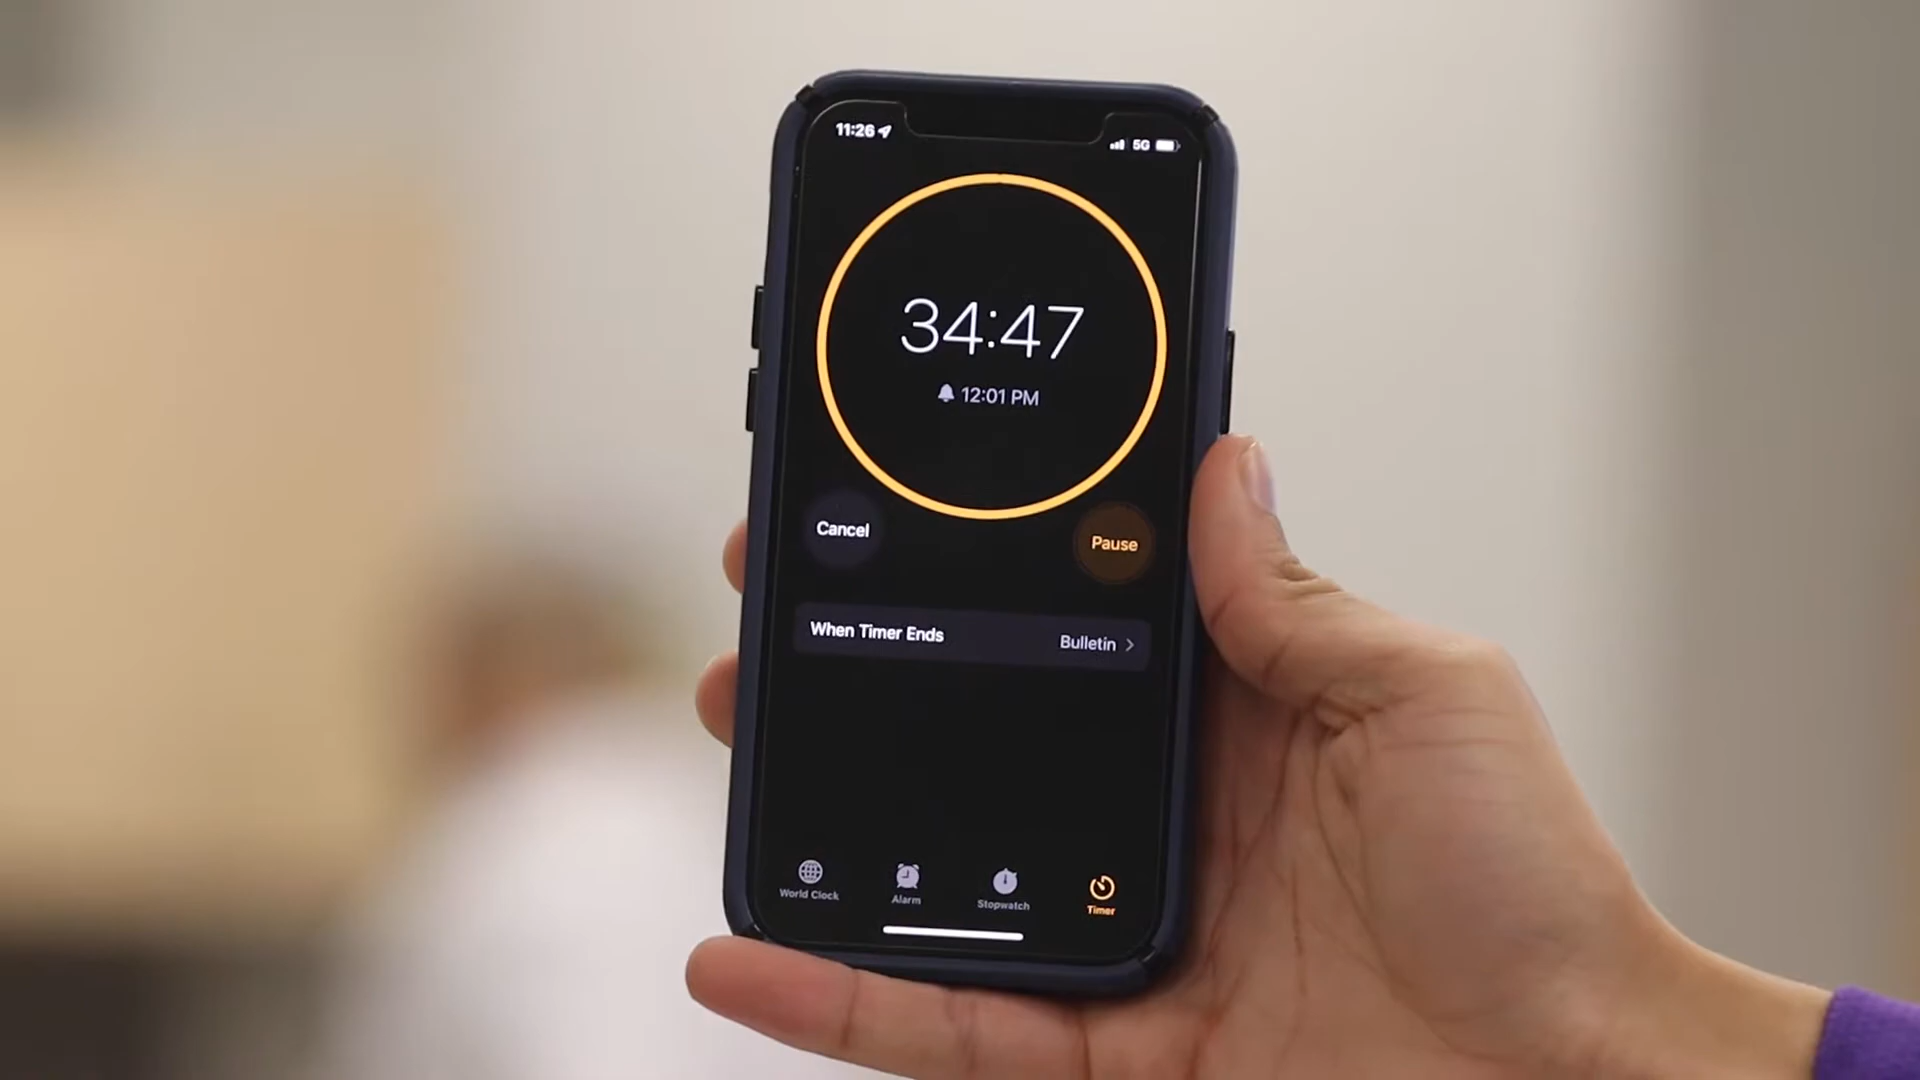 11:26
5G
34:47
12:01 PM
Cancel
Pause
When Timer Ends
Bulletin
World Clock
Alarm
Stopwatch
Timer